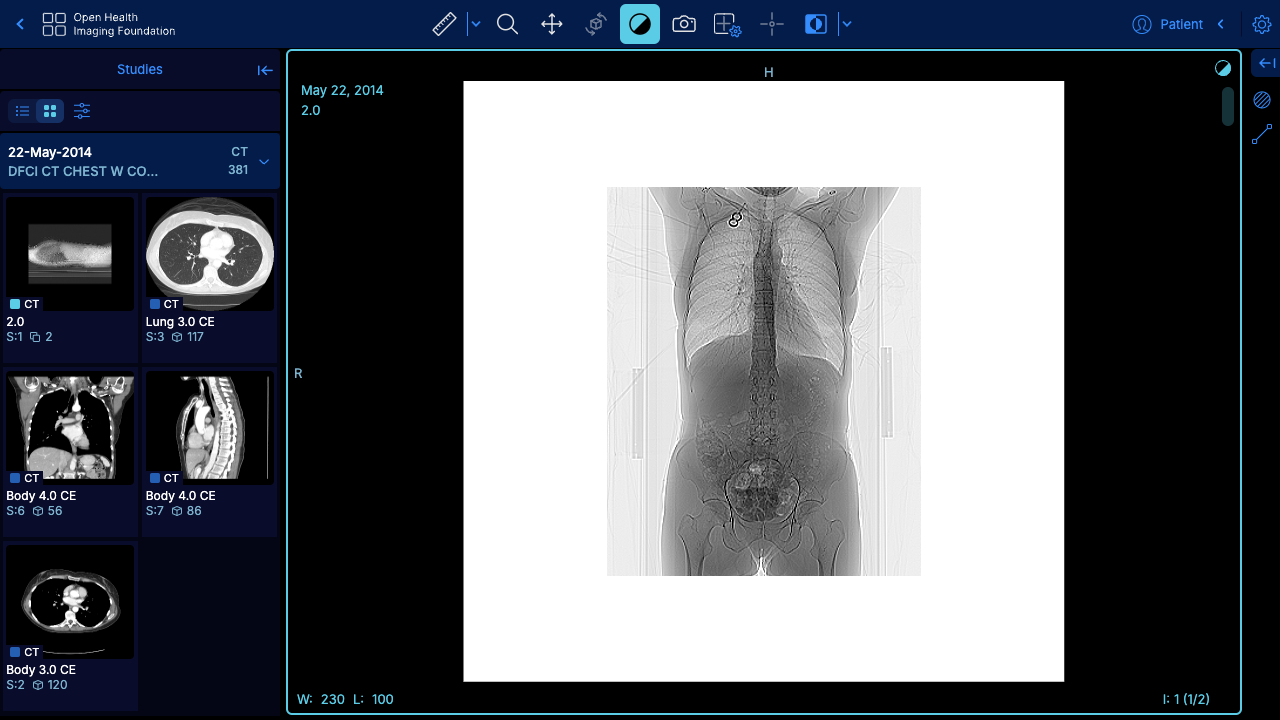 Open Health
Imaging Foundation
Patient
Studies
22-May-2014
CT
DFCI CT CHEST W CO...
381
CT
2.0
S:1 2
CT
Lung 3.0 CE
S:3 117
CT
Body 4.0 CE
S:6 56
CT
Body 4.0 CE
S:7 86
CT
Body 3.0 CE
S:2 120
H
May 22, 2014
2.0
R
8
W: 230 L: 100
I: 1 (1/2)